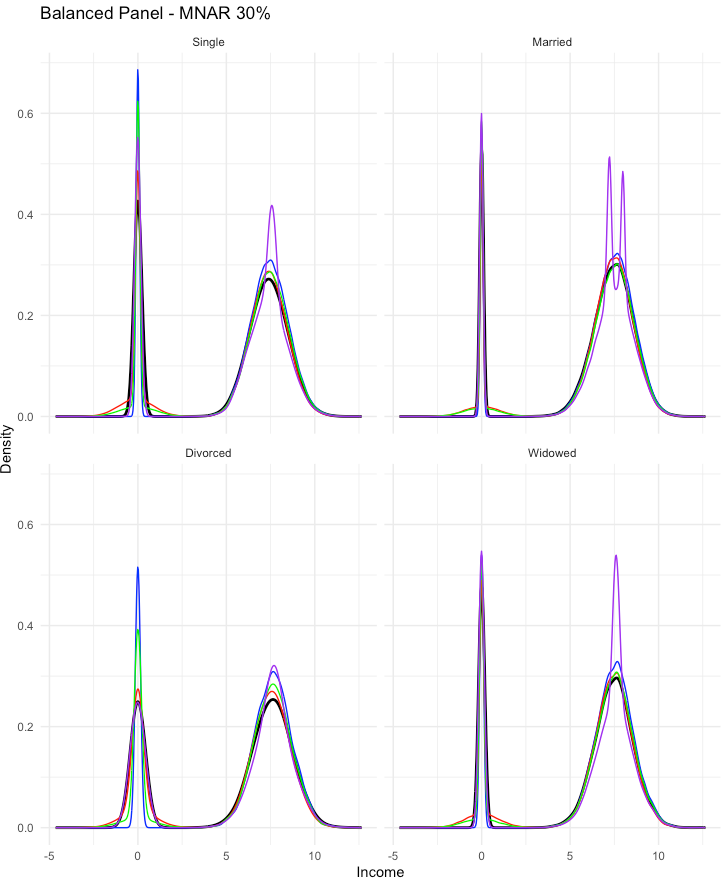 Balanced Panel - MNAR 30%
Single
Married
0.6
0.4
0.2
0.0
Density
Divorced
Widowed
0.6
0.4
0.2
0.0
-5 0 5 10 -5 0 5 10
Income